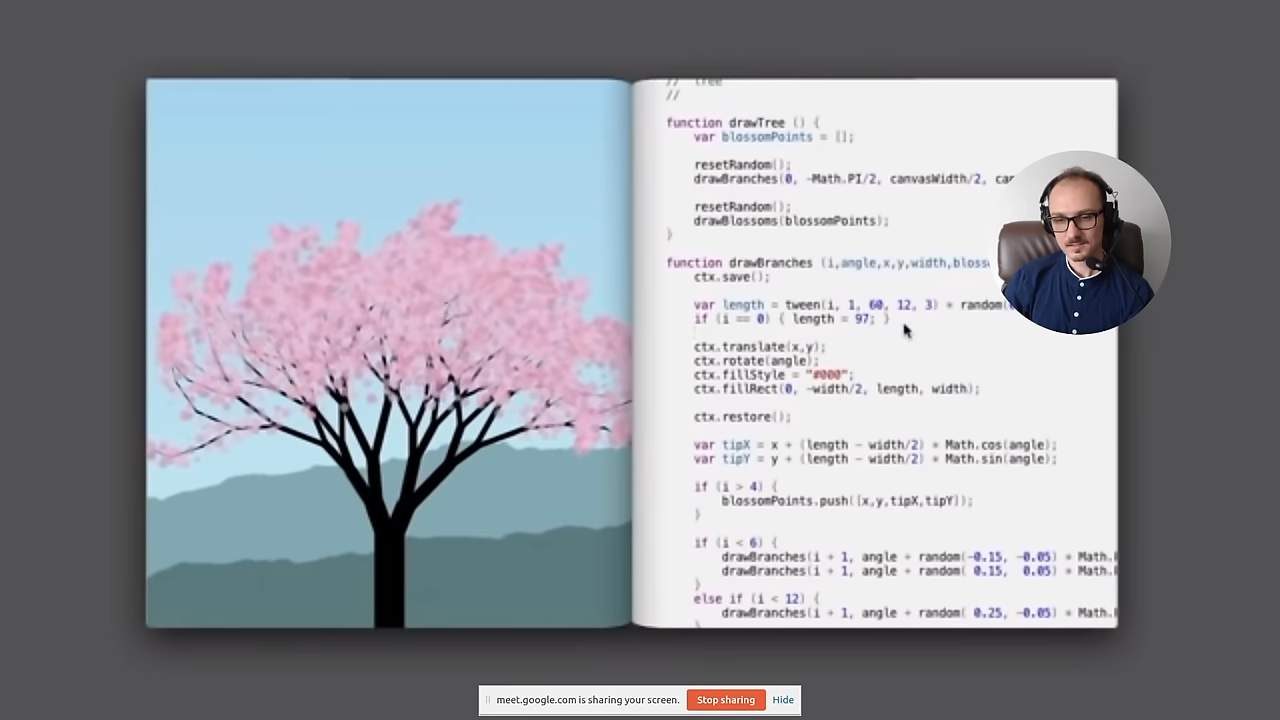 // tree
//
function drawTree () {
var blossomPoints = [];
resetRandom();
drawBranches(0, -Math.PI/2, canvasWidth/2, can
resetRandom();
drawBlossoms(blossomPoints);
}
function drawBranches (i,angle,x,y,width,bloss
ctx.save();
var length = tween(i, 1, 60, 12, 3) * random(
if (i == 0) { length = 97; }
ctx.translate(x,y);
ctx.rotate(angle);
ctx.fillStyle = "#000";
ctx.fillRect(0, -width/2, length, width);
ctx.restore();
var tipX = x + (length - width/2) * Math.cos(angle);
var tipY = y + (length - width/2) * Math.sin(angle);
if (i > 4) {
blossomPoints.push([x,y,tipX,tipY]);
}
if (i < 6) {
drawBranches(i + 1, angle + random(-0.15, -0.05) * Math.
drawBranches(i + 1, angle + random( 0.15, 0.05) * Math.
}
else if (i < 12) {
drawBranches(i + 1, angle + random( 0.25, -0.05) * Math.
}
meet.google.com is sharing your screen. Stop sharing Hide